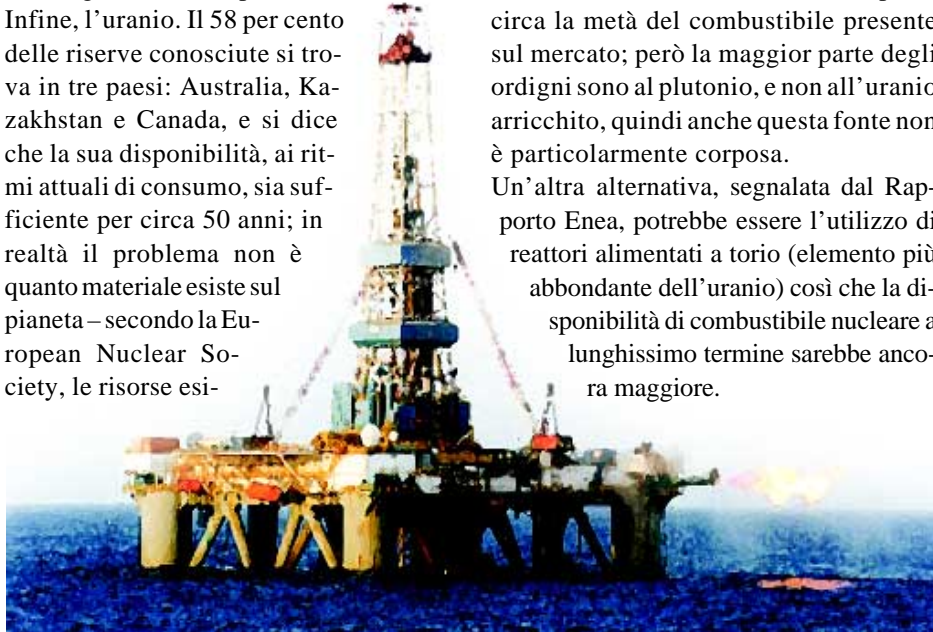 Infine, l'uranio. Il 58 per cento
delle riserve conosciute si tro-
va in tre paesi: Australia, Ka-
zakhstan e Canada, e si dice
che la sua disponibilità, ai rit-
mi attuali di consumo, sia suf-
ficiente per circa 50 anni; in
realtà il problema non è
quanto materiale esiste sul
pianeta – secondo la Eu-
ropean Nuclear So-
ciety, le risorse esi-
circa la metà del combustibile presente
sul mercato; però la maggior parte degli
ordigni sono al plutonio, e non all'uranio
arricchito, quindi anche questa fonte non
è particolarmente corposa.
Un'altra alternativa, segnalata dal Rap-
porto Enea, potrebbe essere l'utilizzo di
reattori alimentati a torio (elemento più
abbondante dell'uranio) così che la di-
sponibilità di combustibile nucleare a
lunghissimo termine sarebbe anco-
ra maggiore.